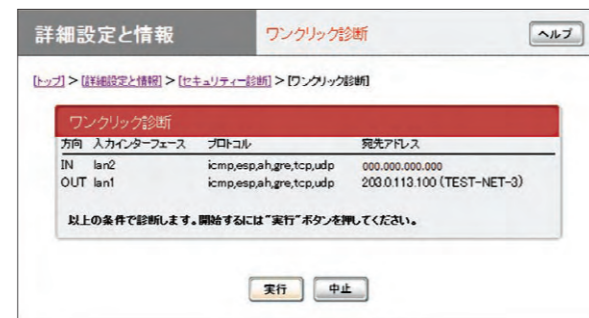 詳細設定と情報
ワンクリック診断
ヘルプ
[トップ] > [詳細設定と情報] > [セキュリティー診断] > [ワンクリック診断]
ワンクリック診断
方向 入力インターフェース プロトコル 宛先アドレス
IN lan2 icmp,esp,ah,gre,tcp,udp 000.000.000.000
OUT lan1 icmp,esp,ah,gre,tcp,udp 203.0.113.100 (TEST-NET-3)
以上の条件で診断します。開始するには"実行"ボタンを押してください。
実行 中止